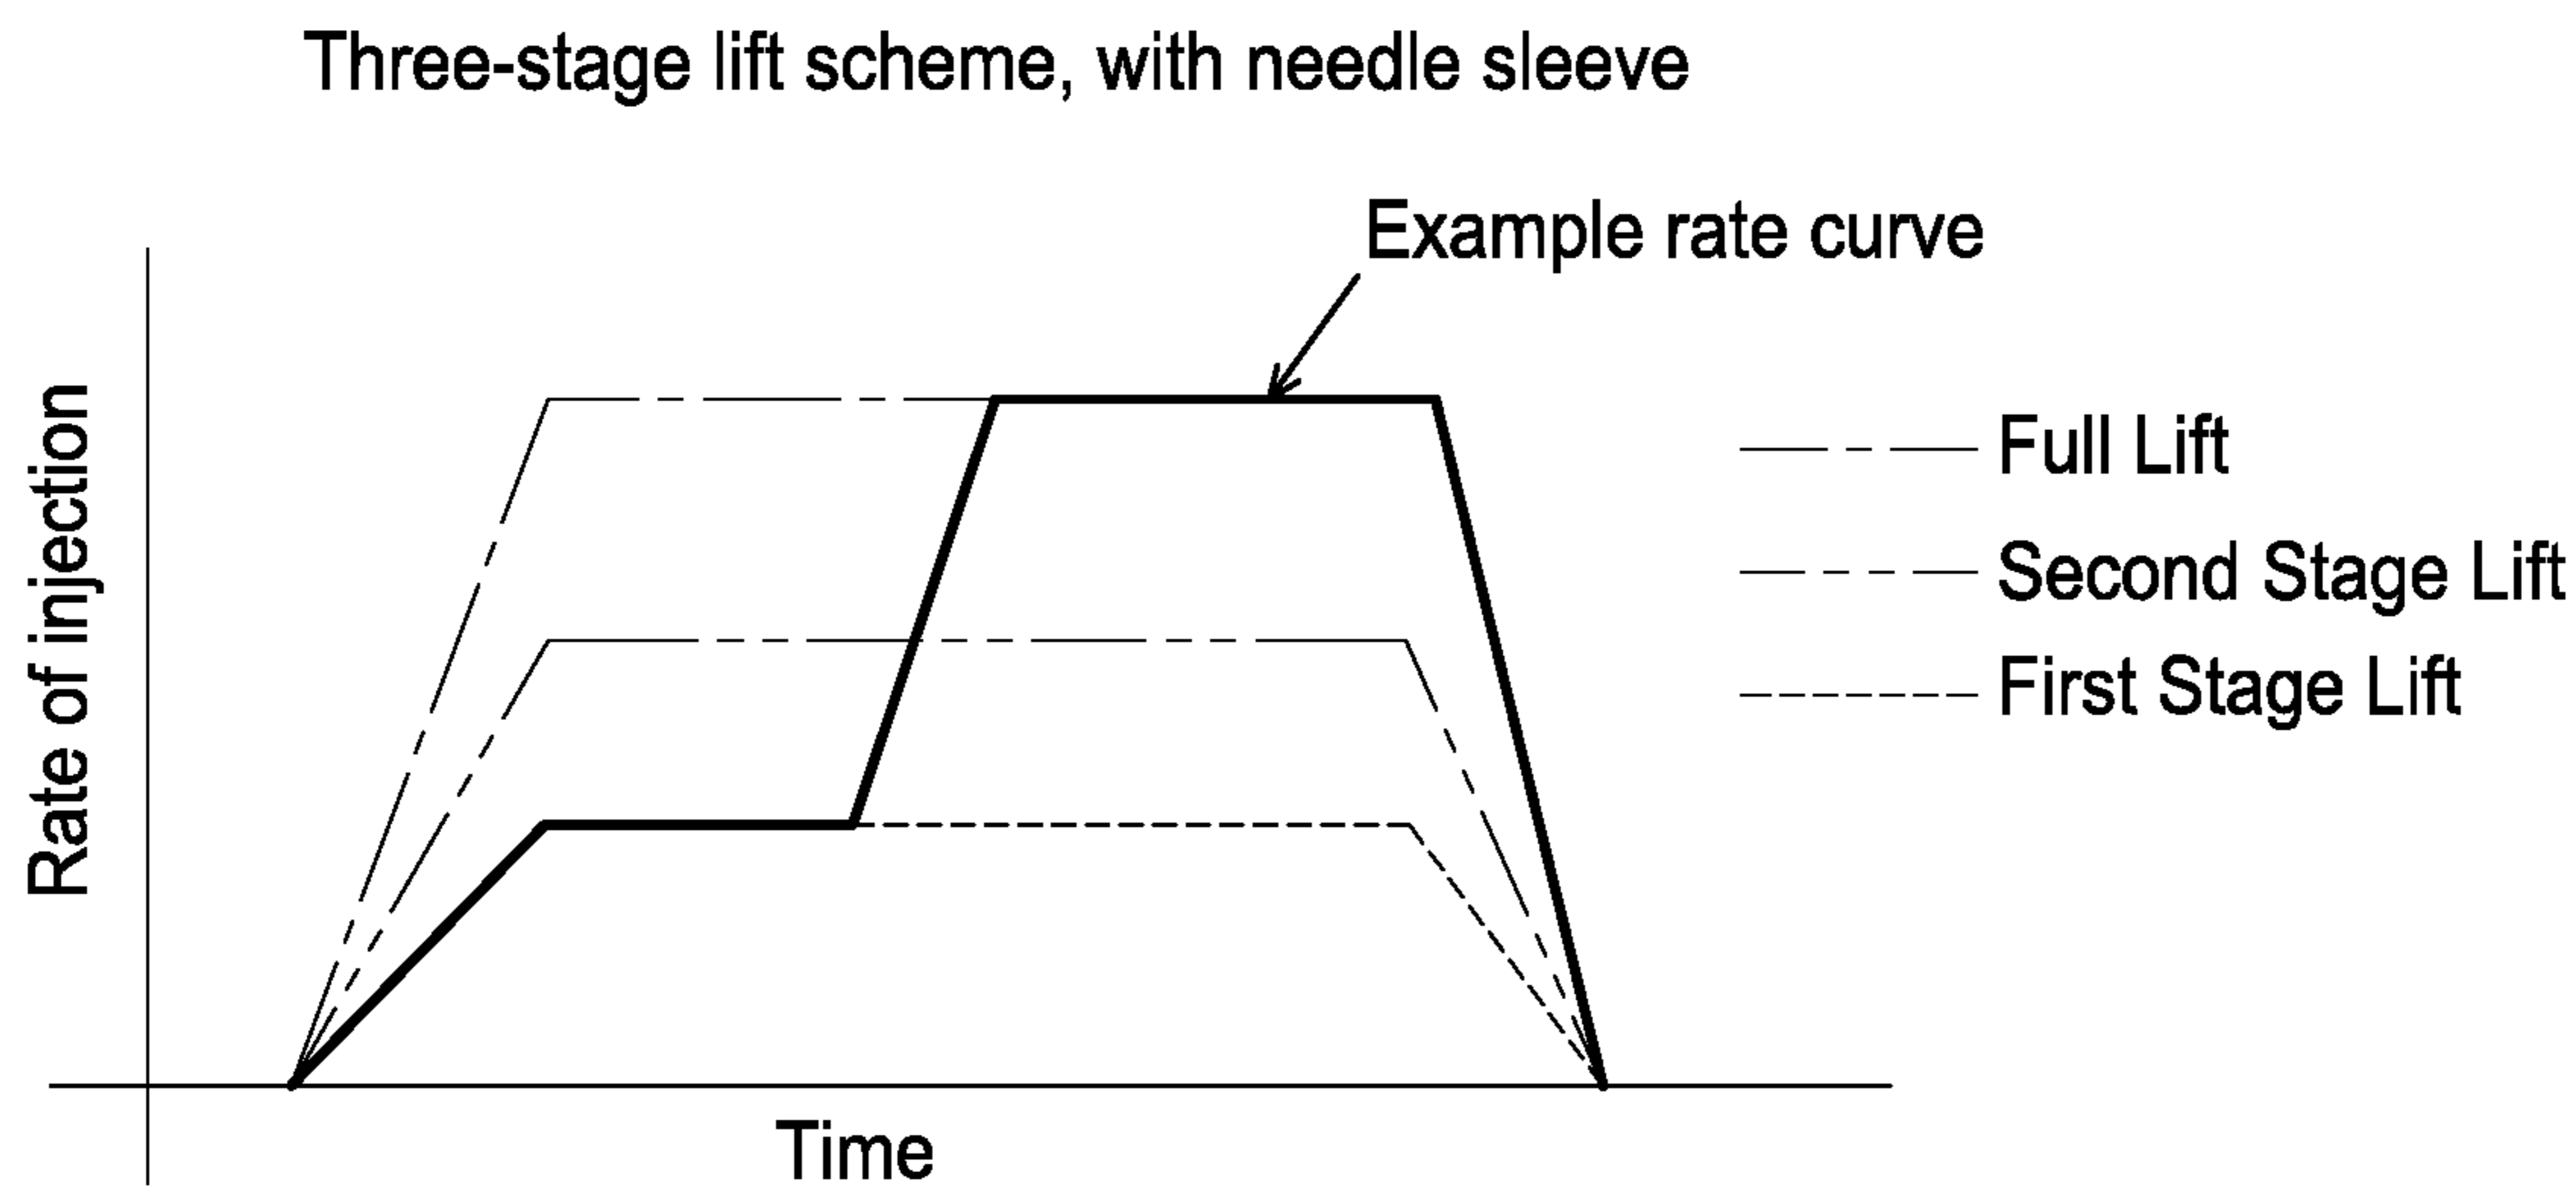 Three-stage lift scheme, with needle sleeve
Example rate curve
Rate of injection
Full Lift
Second Stage Lift
First Stage Lift
Time